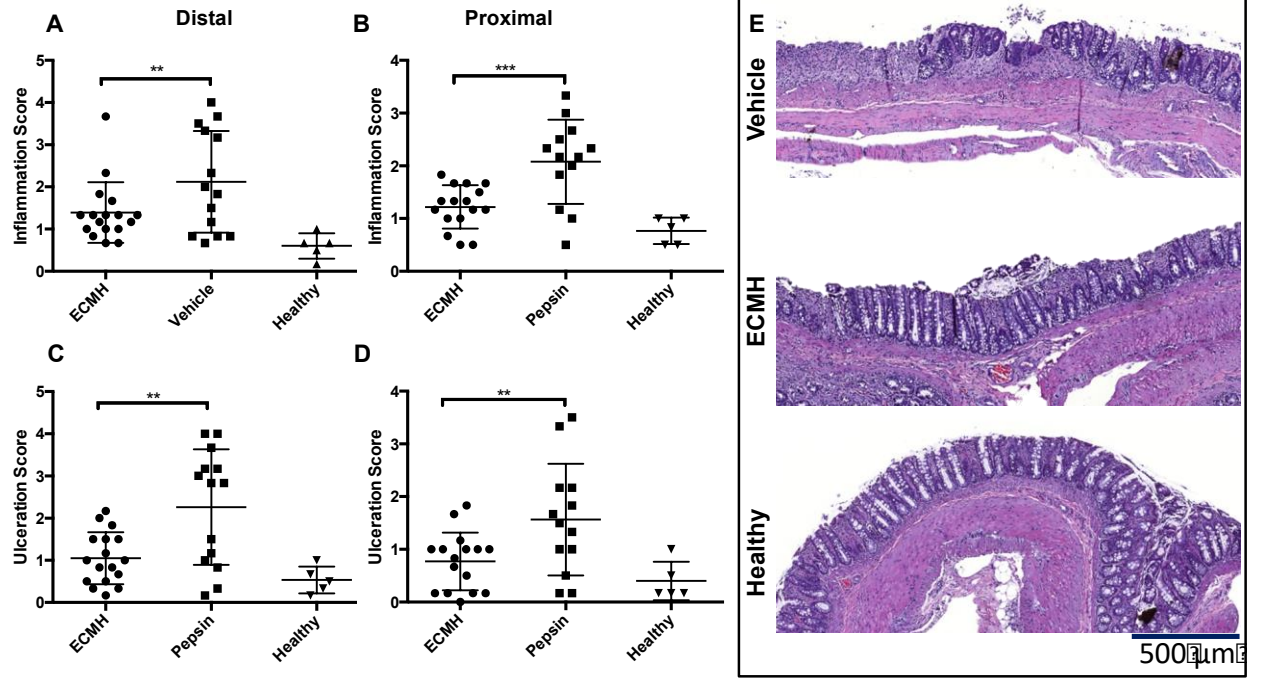 A
Distal
**
Inflammation Score
5
4
3
2
1
0
ECMH
Vehicle
Healthy
B
Proximal
***
Inflammation Score
4
3
2
1
0
ECMH
Pepsin
Healthy
C
**
Ulceration Score
5
4
3
2
1
0
ECMH
Pepsin
Healthy
D
**
Ulceration Score
4
3
2
1
0
ECMH
Pepsin
Healthy
E
Vehicle
ECMH
Healthy
500 µm